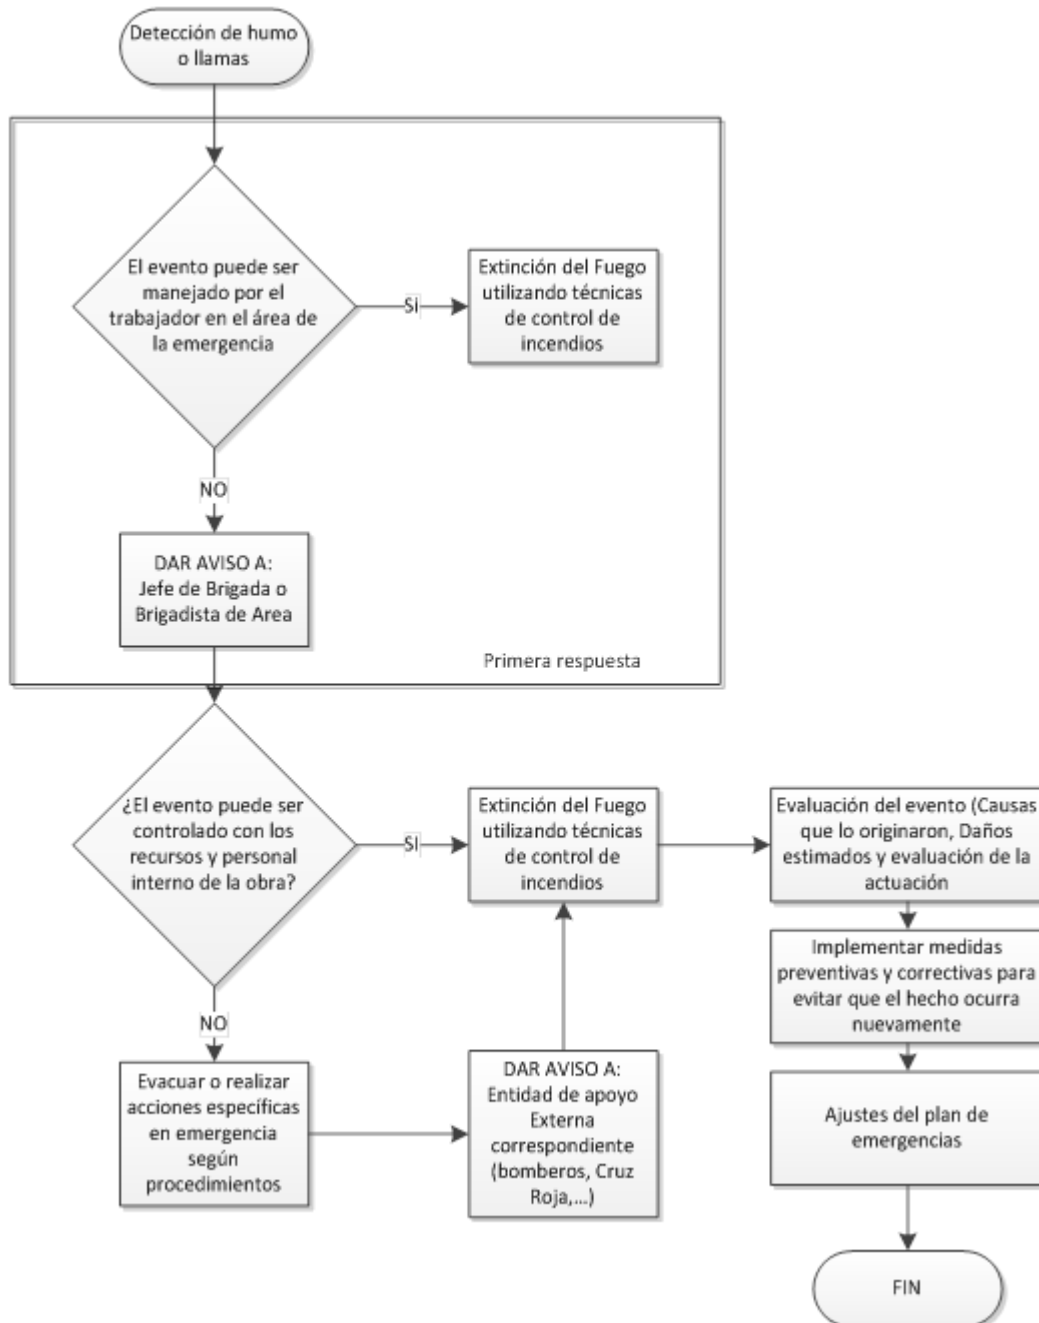 Detección de humo
o llamas
El evento puede ser
manejado por el
trabajador en el área de
la emergencia
Si
Extinción del Fuego
utilizando técnicas
de control de
incendios
NO
DAR AVISO A:
Jefe de Brigada o
Brigadista de Area
Primera respuesta
¿El evento puede ser
controlado con los
recursos y personal
interno de la obra?
SI
Extinción del Fuego
utilizando técnicas
de control de
incendios
Evaluación del evento (Causas
que lo originaron, Daños
estimados y evaluación de la
actuación
Implementar medidas
preventivas y correctivas para
evitar que el hecho ocurra
nuevamente
NO
Evacuar o realizar
acciones específicas
en emergencia
según
procedimientos
DAR AVISO A:
Entidad de apoyo
Externa
correspondiente
(bomberos, Cruz
Roja,...)
Ajustes del plan de
emergencias
FIN